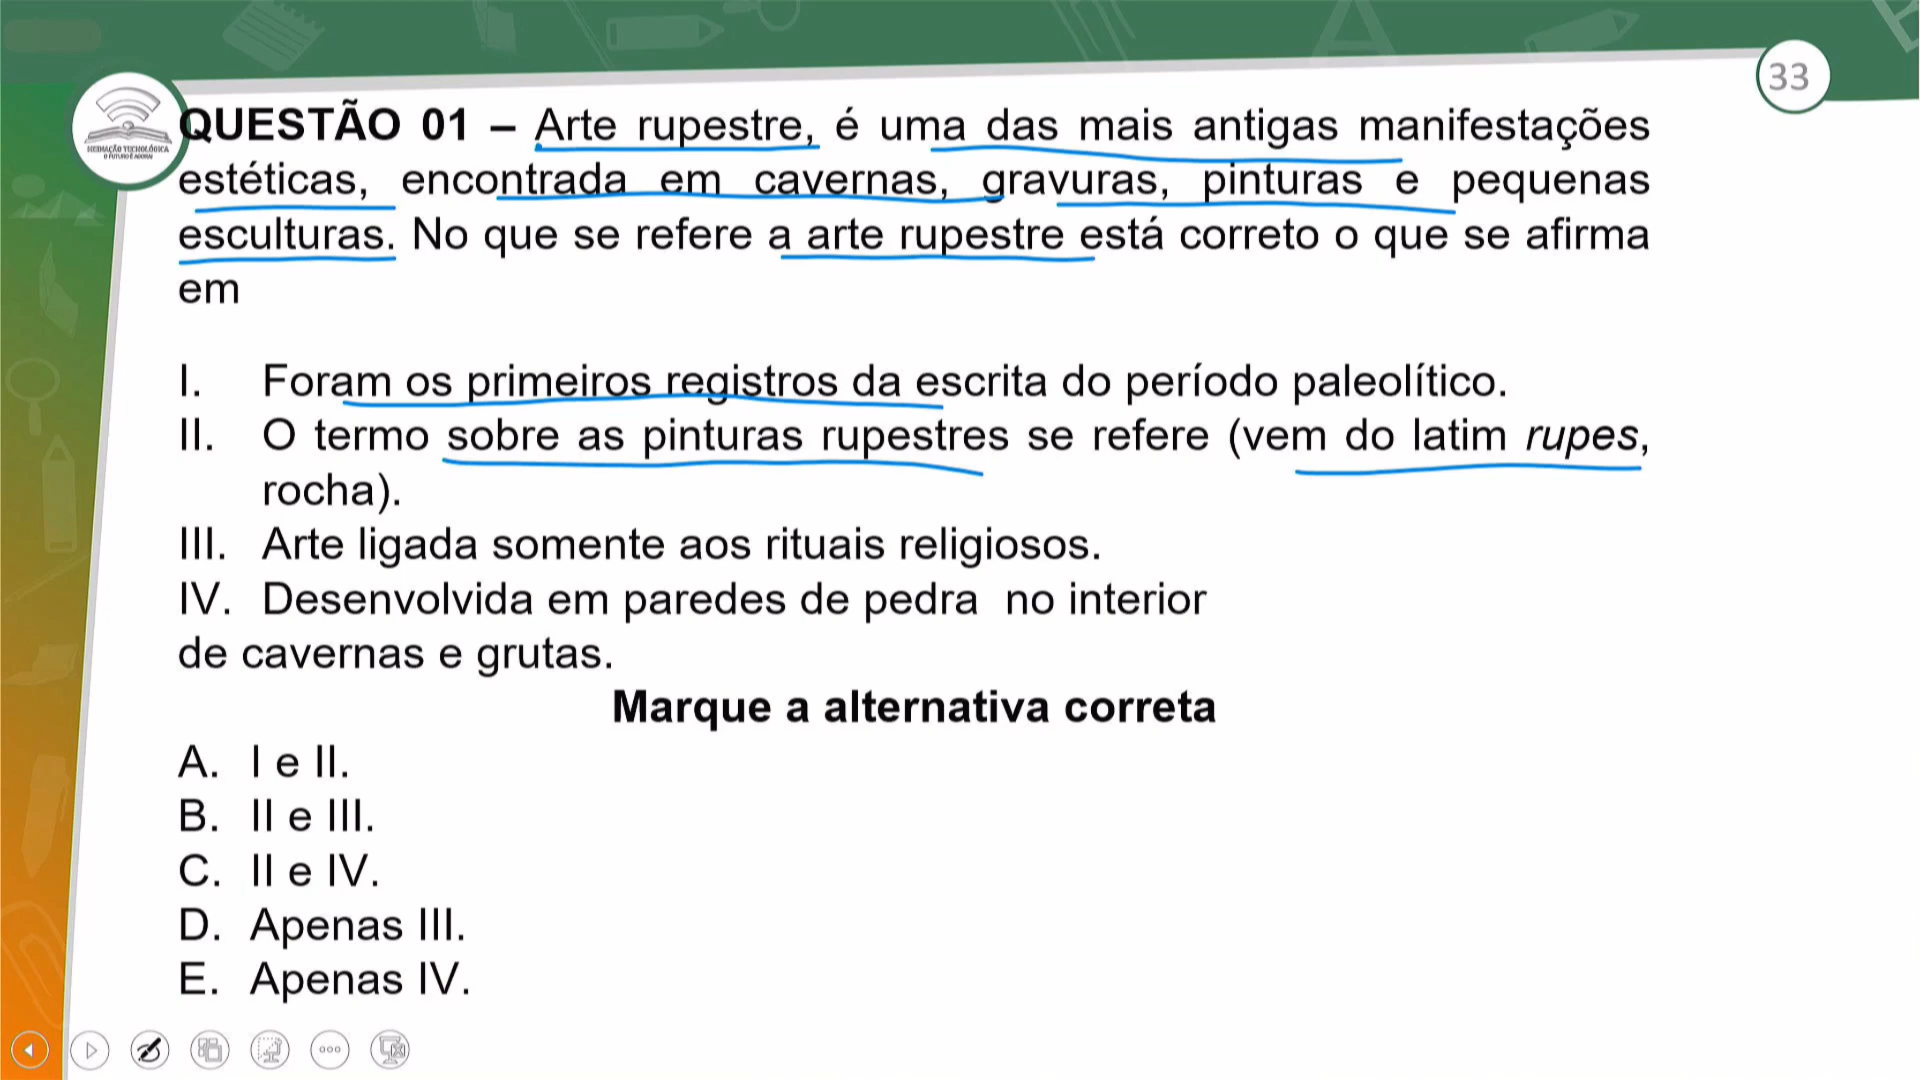 33
QUESTÃO 01 – Arte rupestre, é uma das mais antigas manifestações
estéticas, encontrada em cavernas, gravuras, pinturas e pequenas
esculturas. No que se refere a arte rupestre está correto o que se afirma
em
I. Foram os primeiros registros da escrita do período paleolítico.
II. O termo sobre as pinturas rupestres se refere (vem do latim rupes,
rocha).
III. Arte ligada somente aos rituais religiosos.
IV. Desenvolvida em paredes de pedra no interior
de cavernas e grutas.
Marque a alternativa correta
A. I e II.
B. II e III.
C. II e IV.
D. Apenas III.
E. Apenas IV.
MEDIAÇÃO TECNOLÓGICA
O FUTURO É AGORA!